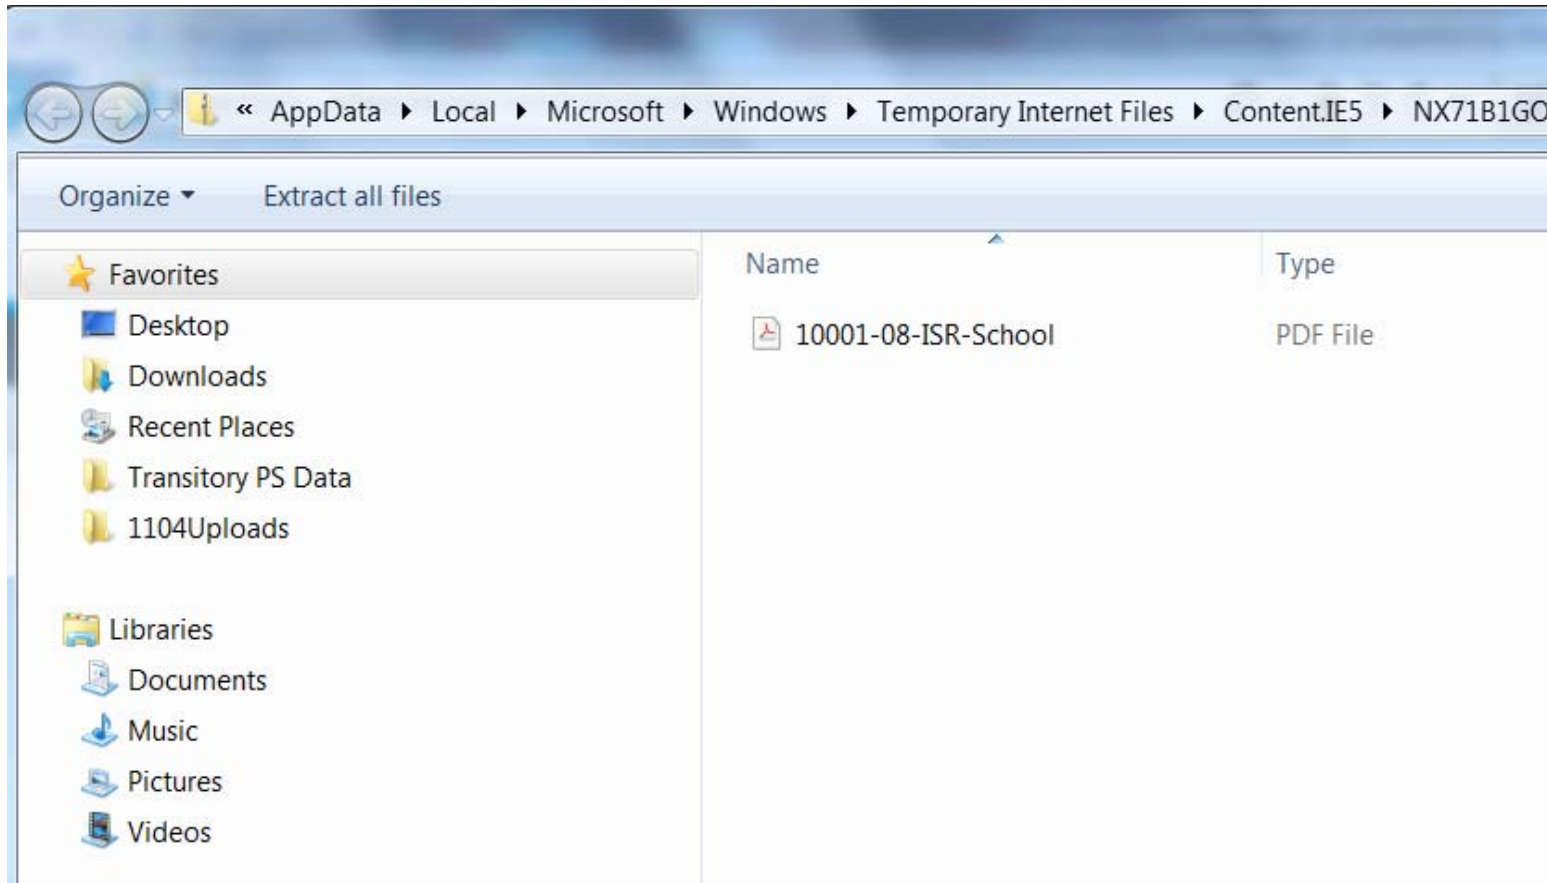 « AppData ▸ Local ▸ Microsoft ▸ Windows ▸ Temporary Internet Files ▸ Content.IE5 ▸ NX71B1GO
Organize ▾ Extract all files
Favorites
Desktop
Downloads
Recent Places
Transitory PS Data
1104Uploads
Libraries
Documents
Music
Pictures
Videos
Name Type
10001-08-ISR-School PDF File